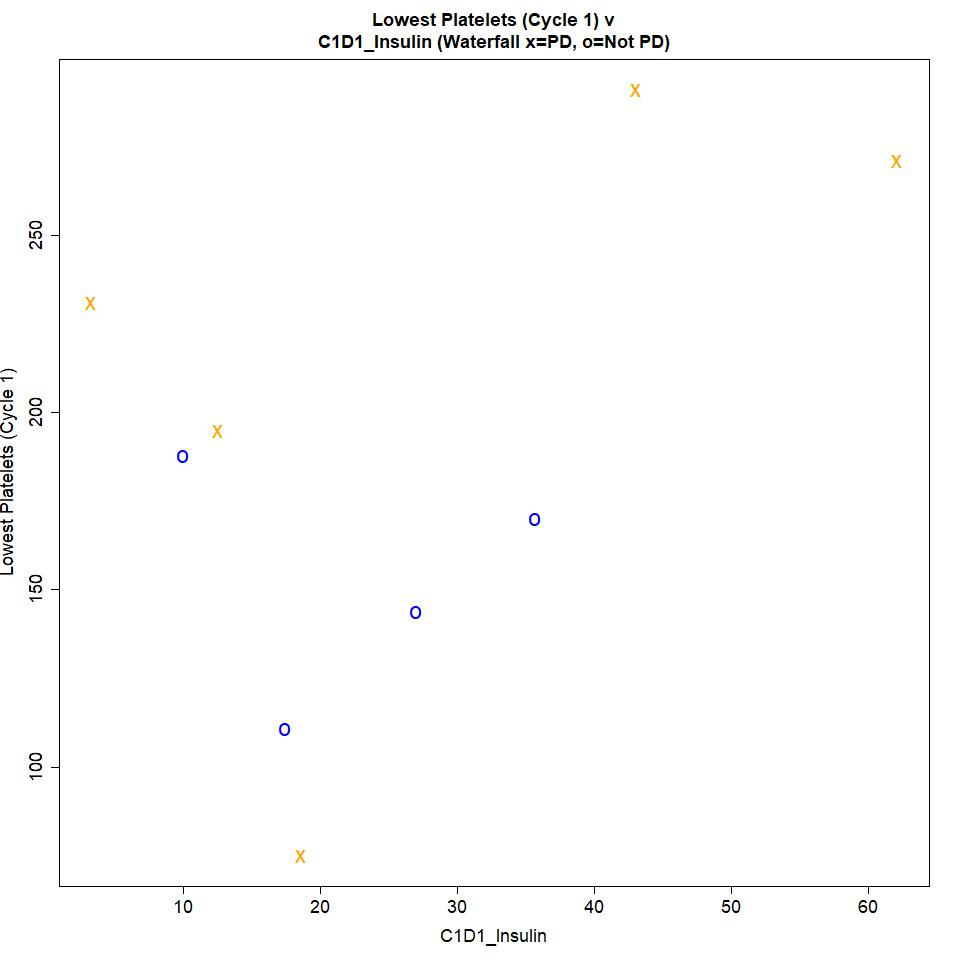 Lowest Platelets (Cycle 1) v
C1D1_Insulin (Waterfall x=PD, o=Not PD)
Lowest Platelets (Cycle 1)
250
200
150
100
X
X
X
X
O
O
O
O
X
10 20 30 40 50 60
C1D1_Insulin